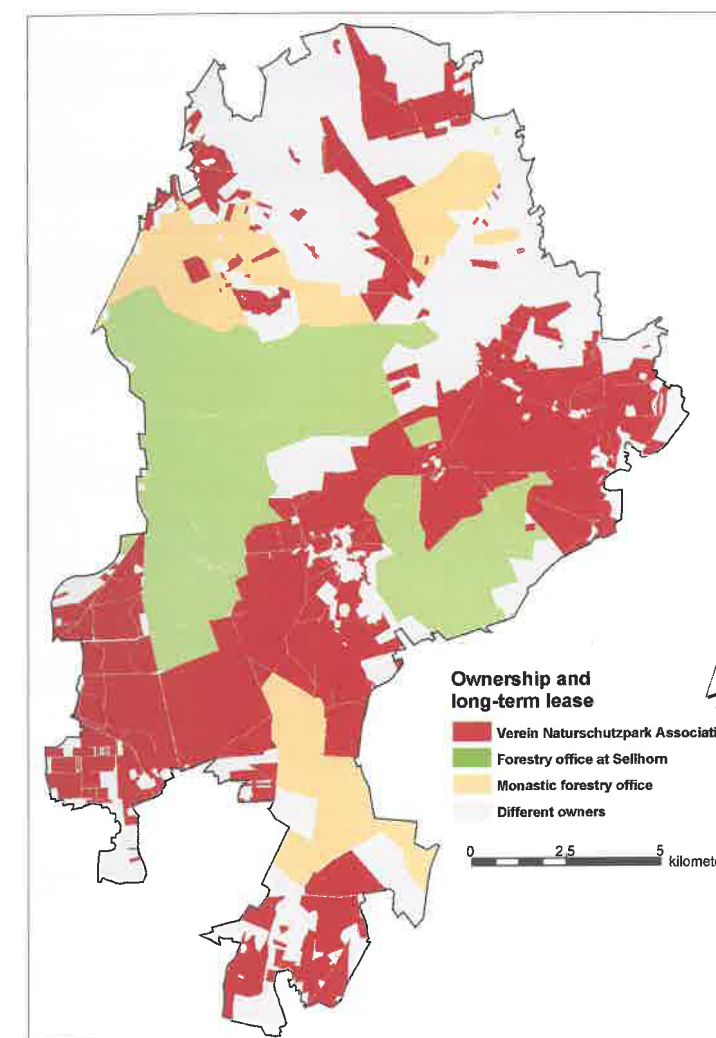 Ownership and
long-term lease
Verein Naturschutzpark Associati
Forestry office at Sellhorn
Monastic forestry office
Different owners
0 2,5 5
kilomete